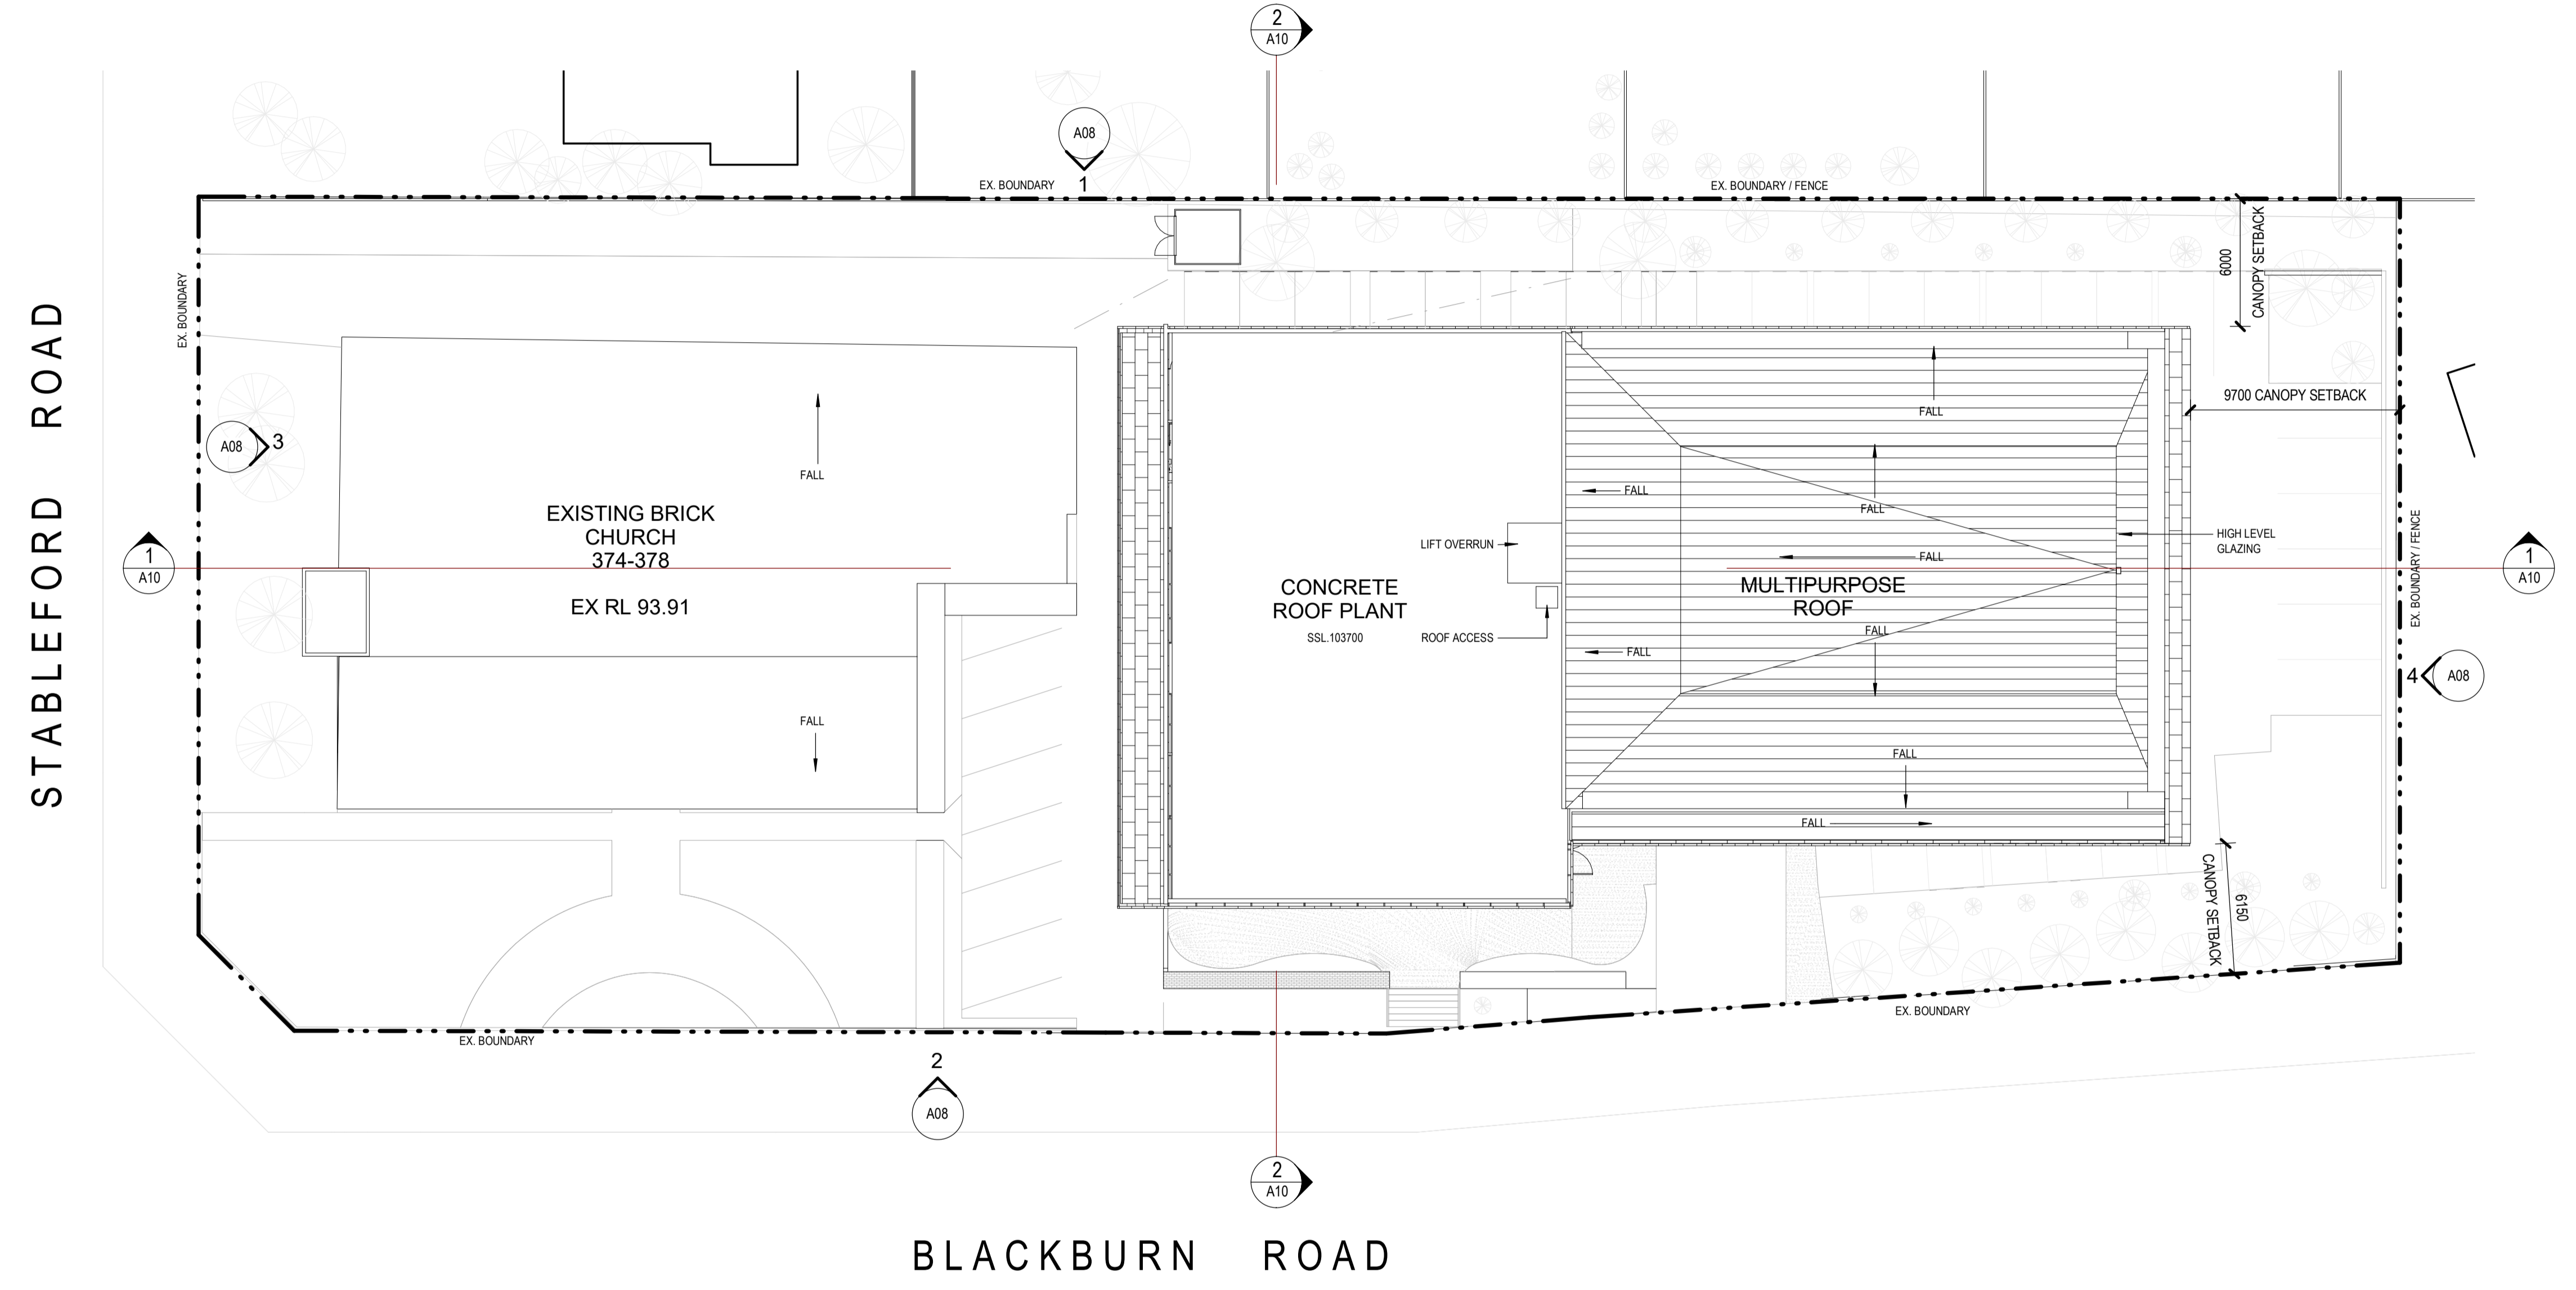 2
A10
A08
1
EX. BOUNDARY
EX. BOUNDARY / FENCE
6000
CANOPY SETBACK
EX. BOUNDARY
STABLEFORD ROAD
9700 CANOPY SETBACK
FALL
A08
3
FALL
FALL
FALL
EXISTING BRICK
CHURCH
374-378
EX RL 93.91
FALL
HIGH LEVEL
GLAZING
LIFT OVERRUN
FALL
1
A10
1
A10
EX. BOUNDARY / FENCE
CONCRETE
ROOF PLANT
SSL.103700
MULTIPURPOSE
ROOF
ROOF ACCESS
FALL
FALL
4
A08
FALL
FALL
FALL
CANOPY SETBACK
6150
EX. BOUNDARY
EX. BOUNDARY
2
A08
2
A10
BLACKBURN ROAD